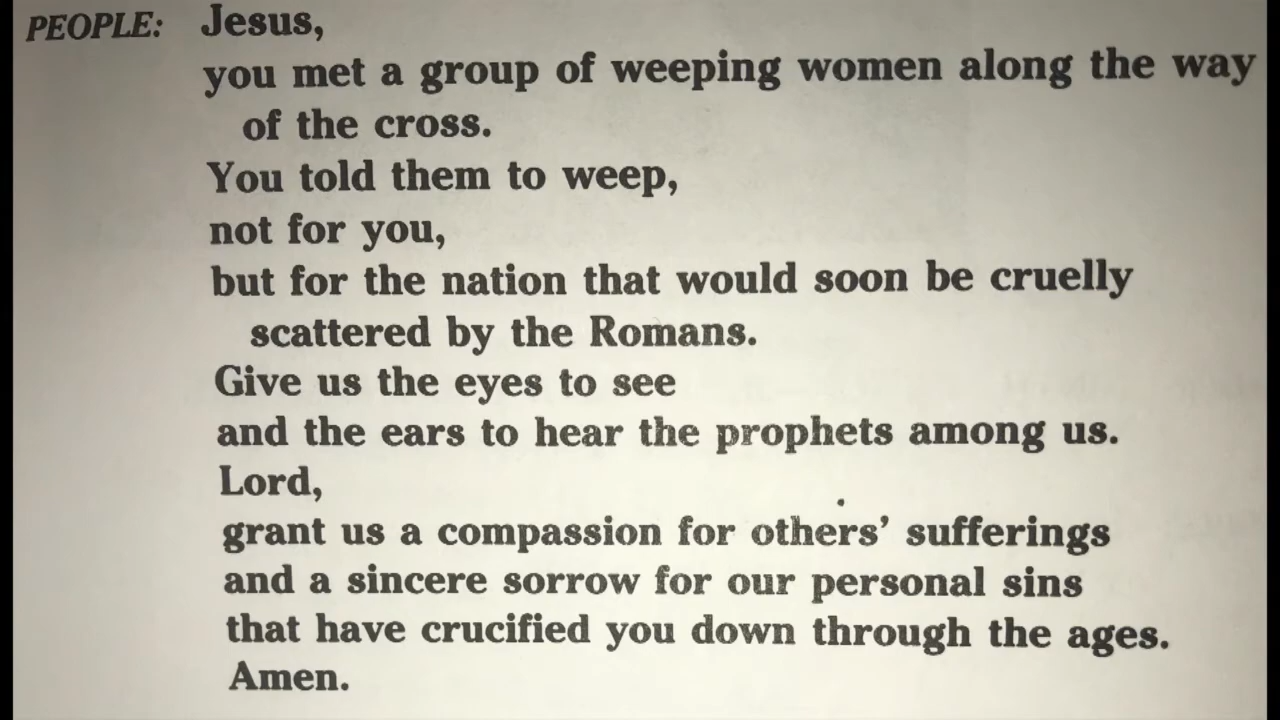 PEOPLE: Jesus,
you met a group of weeping women along the way
of the cross.
You told them to weep,
not for you,
but for the nation that would soon be cruelly
scattered by the Romans.
Give us the eyes to see
and the ears to hear the prophets among us.
Lord,
grant us a compassion for others’ sufferings
and a sincere sorrow for our personal sins
that have crucified you down through the ages.
Amen.